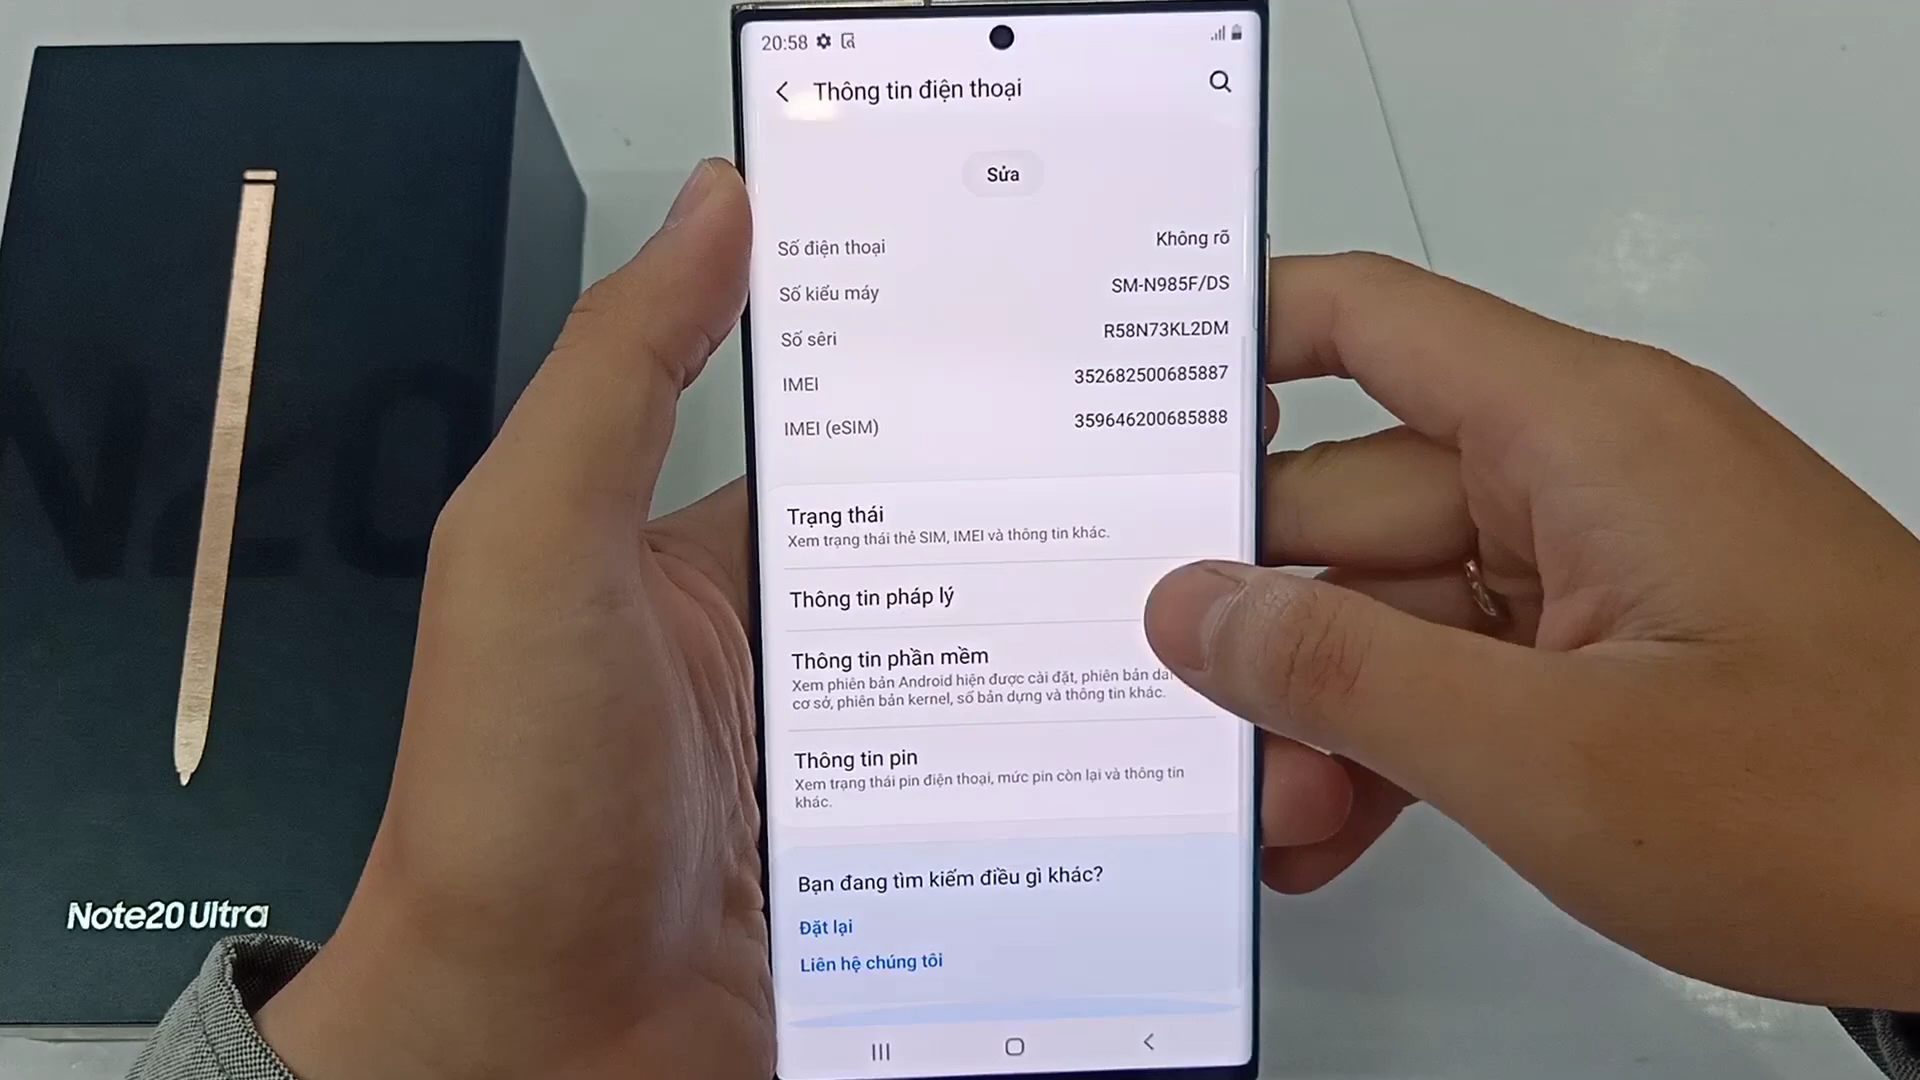 20:58
Thông tin điện thoại
Sửa
Số điện thoại Không rõ
Số kiểu máy SM-N985F/DS
Số sêri R58N73KL2DM
IMEI 352682500685887
IMEI (eSIM) 359646200685888
Trạng thái
Xem trạng thái thẻ SIM, IMEI và thông tin khác.
Thông tin pháp lý
Thông tin phần mềm
Xem phiên bản Android hiện được cài đặt, phiên bản
cơ sở, phiên bản kernel, số bản dựng và thông tin khác.
Thông tin pin
Xem trạng thái pin điện thoại, mức pin còn lại và thông tin
khác.
Bạn đang tìm kiếm điều gì khác?
Đặt lại
Liên hệ chúng tôi
N20
Note20 Ultra